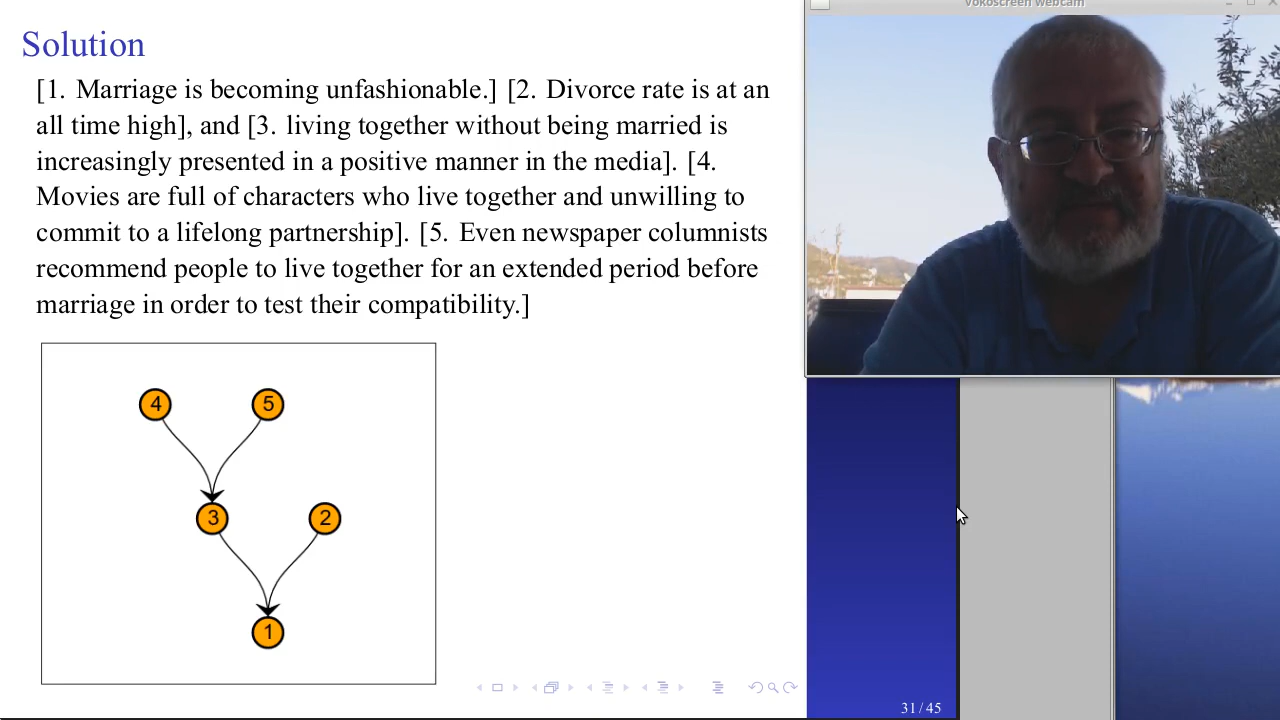 Solution
[1. Marriage is becoming unfashionable.] [2. Divorce rate is at an
all time high], and [3. living together without being married is
increasingly presented in a positive manner in the media]. [4.
Movies are full of characters who live together and unwilling to
commit to a lifelong partnership]. [5. Even newspaper columnists
recommend people to live together for an extended period before
marriage in order to test their compatibility.]
4 5
3 2
1
Vokoscreen webcam
31 / 45